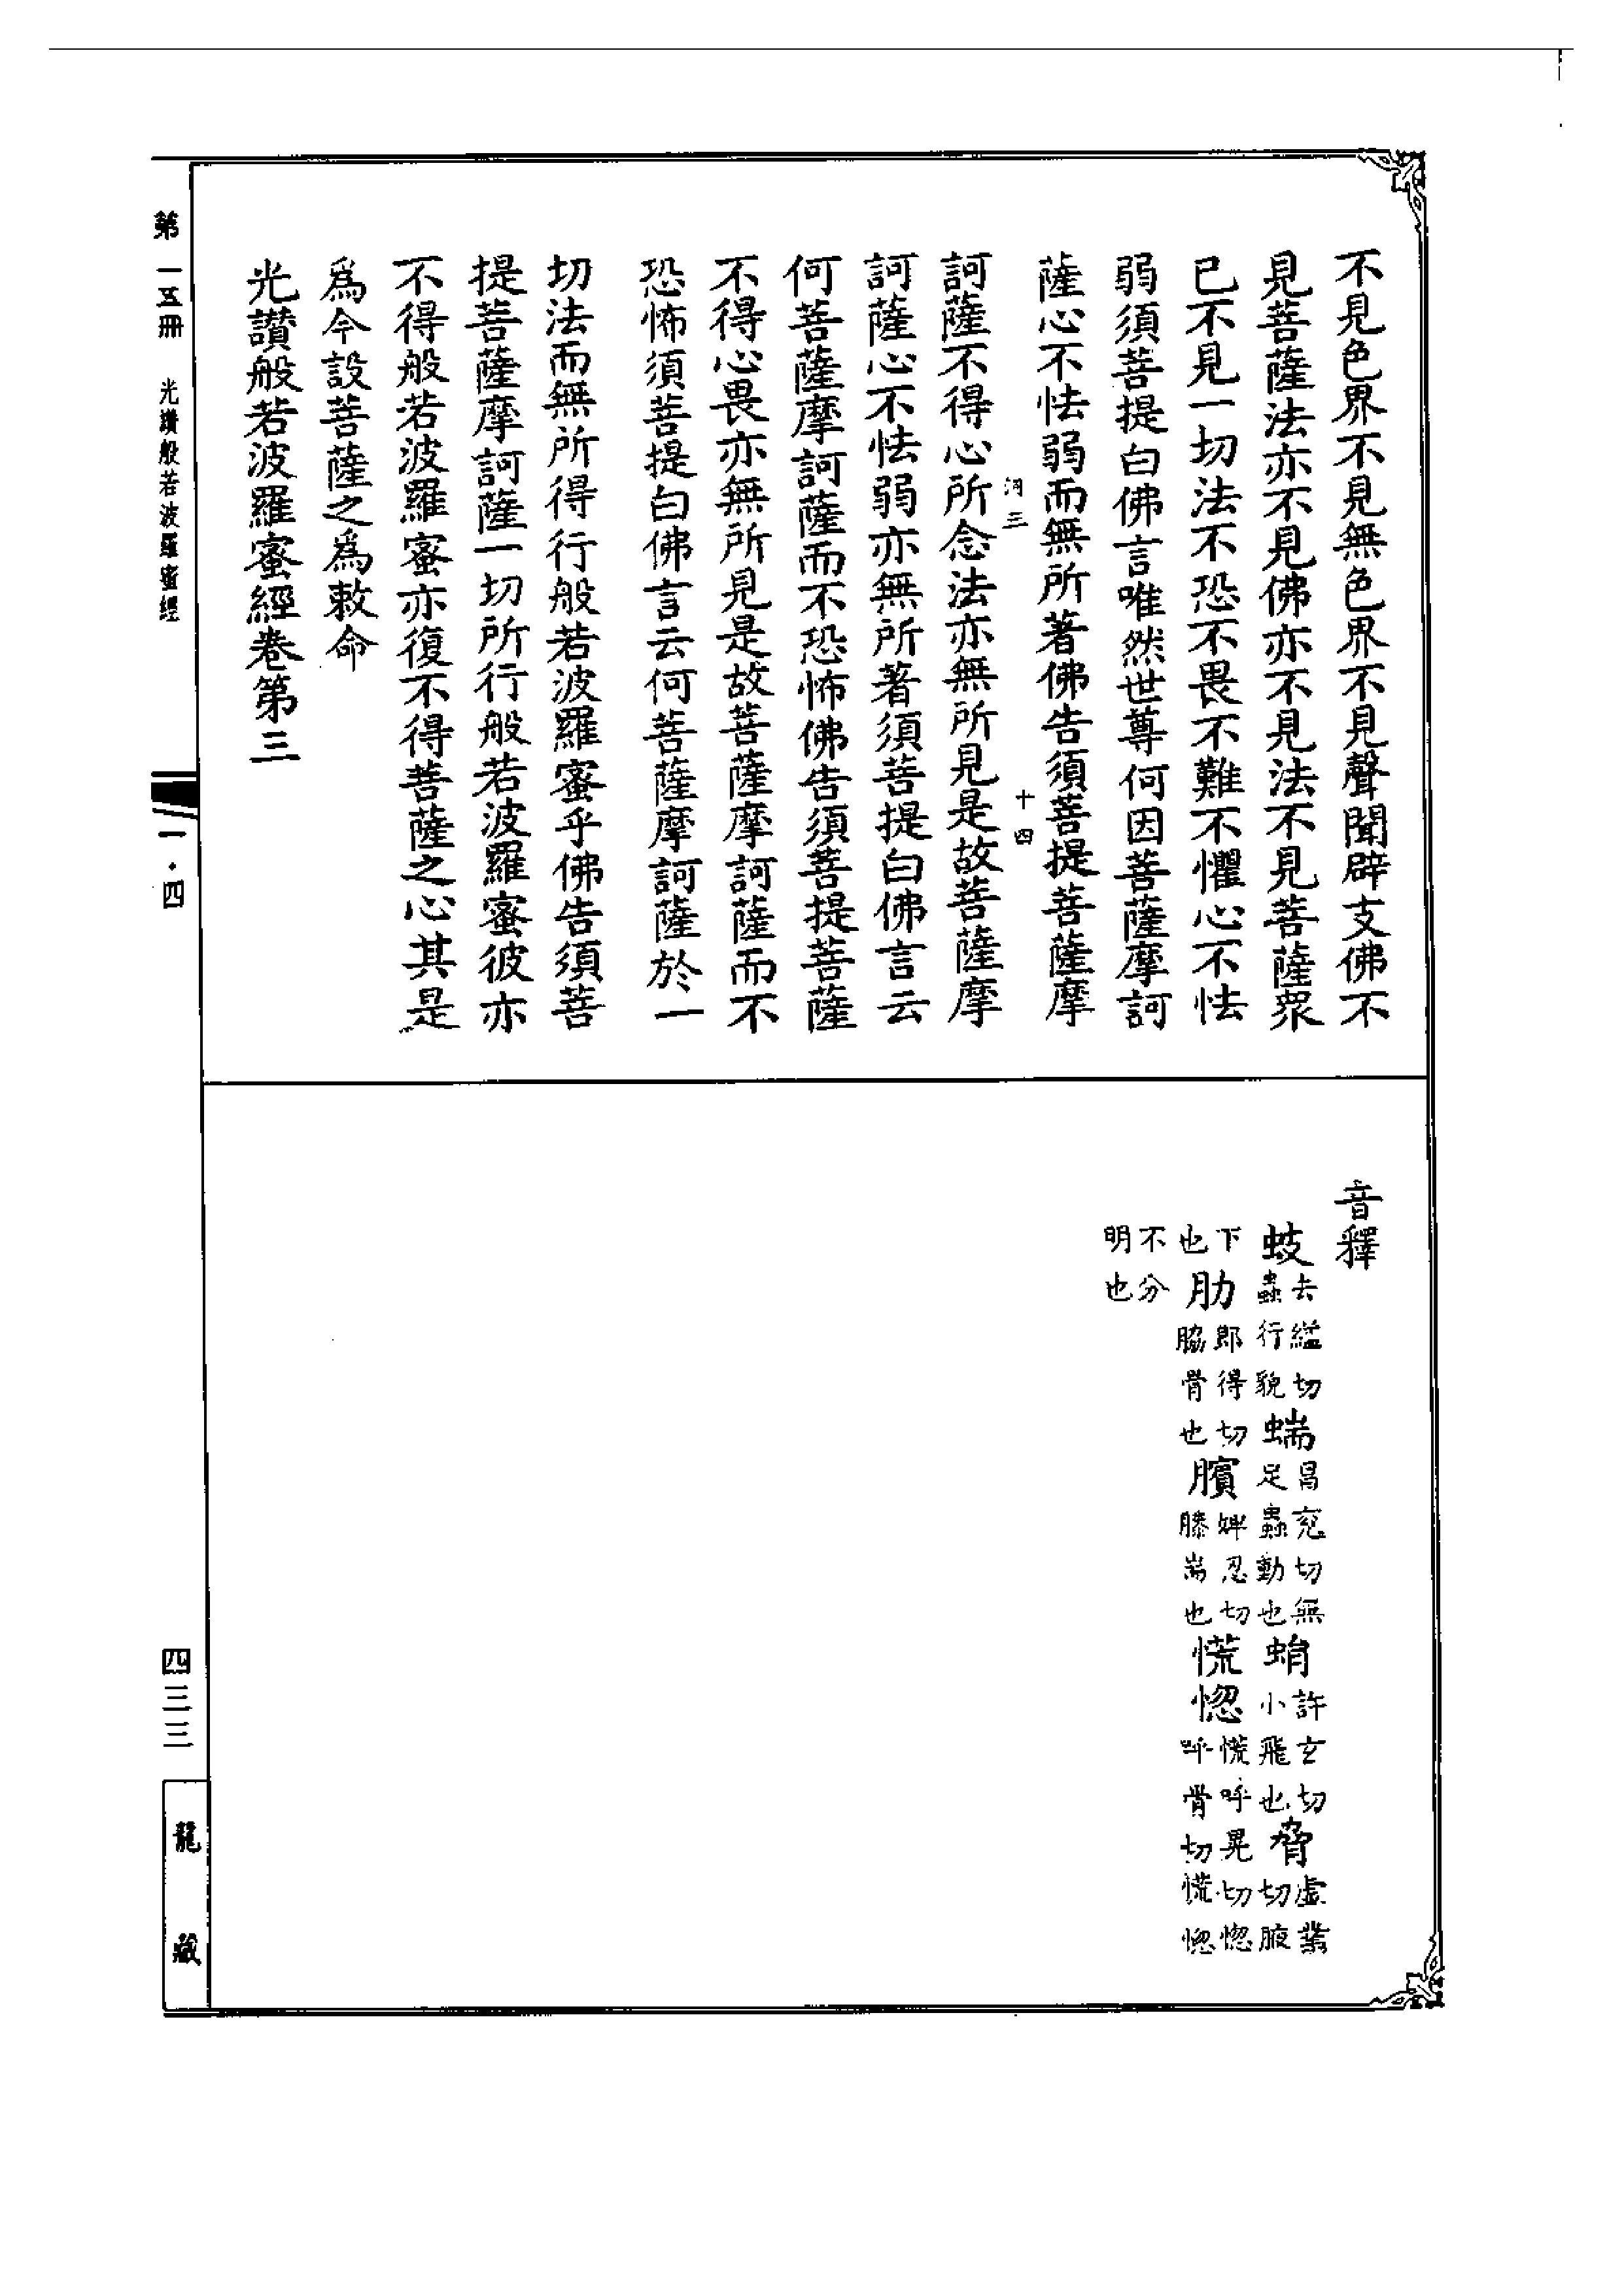 不見色界不見無色界不見聲聞辟支佛不
見菩薩法亦不見佛亦不見法不見菩薩衆
已不見一切法不恐不畏不難不懼心不怯
弱須菩提白佛言唯然世尊何因菩薩摩訶
薩心不怯弱而無所著佛告須菩提菩薩摩
河三 十四
訶薩不得心所念法亦無所見是故菩薩摩
訶薩心不怯弱亦無所著須菩提白佛言云
何菩薩摩訶薩而不恐怖佛告須菩提菩薩
不得心畏亦無所見是故菩薩摩訶薩而不
恐怖須菩提白佛言云何菩薩摩訶薩於一
切法而無所得行般若波羅蜜乎佛告須菩
提菩薩摩訶薩一切所行般若波羅蜜彼亦
不得般若波羅蜜亦復不得菩薩之心其是
爲今設菩薩之爲敕命
光讚般若波羅蜜經卷第三
音釋
蚑去縊切蟲行貌蝡昌兖切無足蟲動也蜎許玄切小飛也脅虛業切腋
下也肋郎得切脇骨也臏婢忍切膝耑也慌惚慌呼晃切惚呼骨切慌惚
不分明也
第一五冊 光讚般若波羅蜜經
一·四
四三三
龍藏